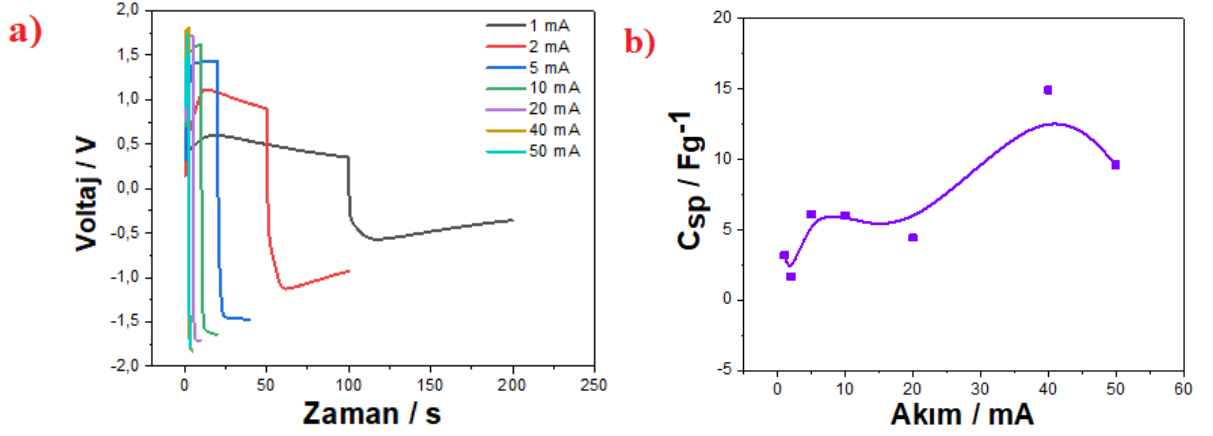 a)
2,0
1,5
1,0
0,5
0,0
-0,5
-1,0
-1,5
-2,0
Voltaj / V
0
50
100
150
200
250
Zaman / s
1 mA
2 mA
5 mA
10 mA
20 mA
40 mA
50 mA
b)
20
15
10
5
0
-5
Csp / Fg-1
0
10
20
30
40
50
60
Akım / mA